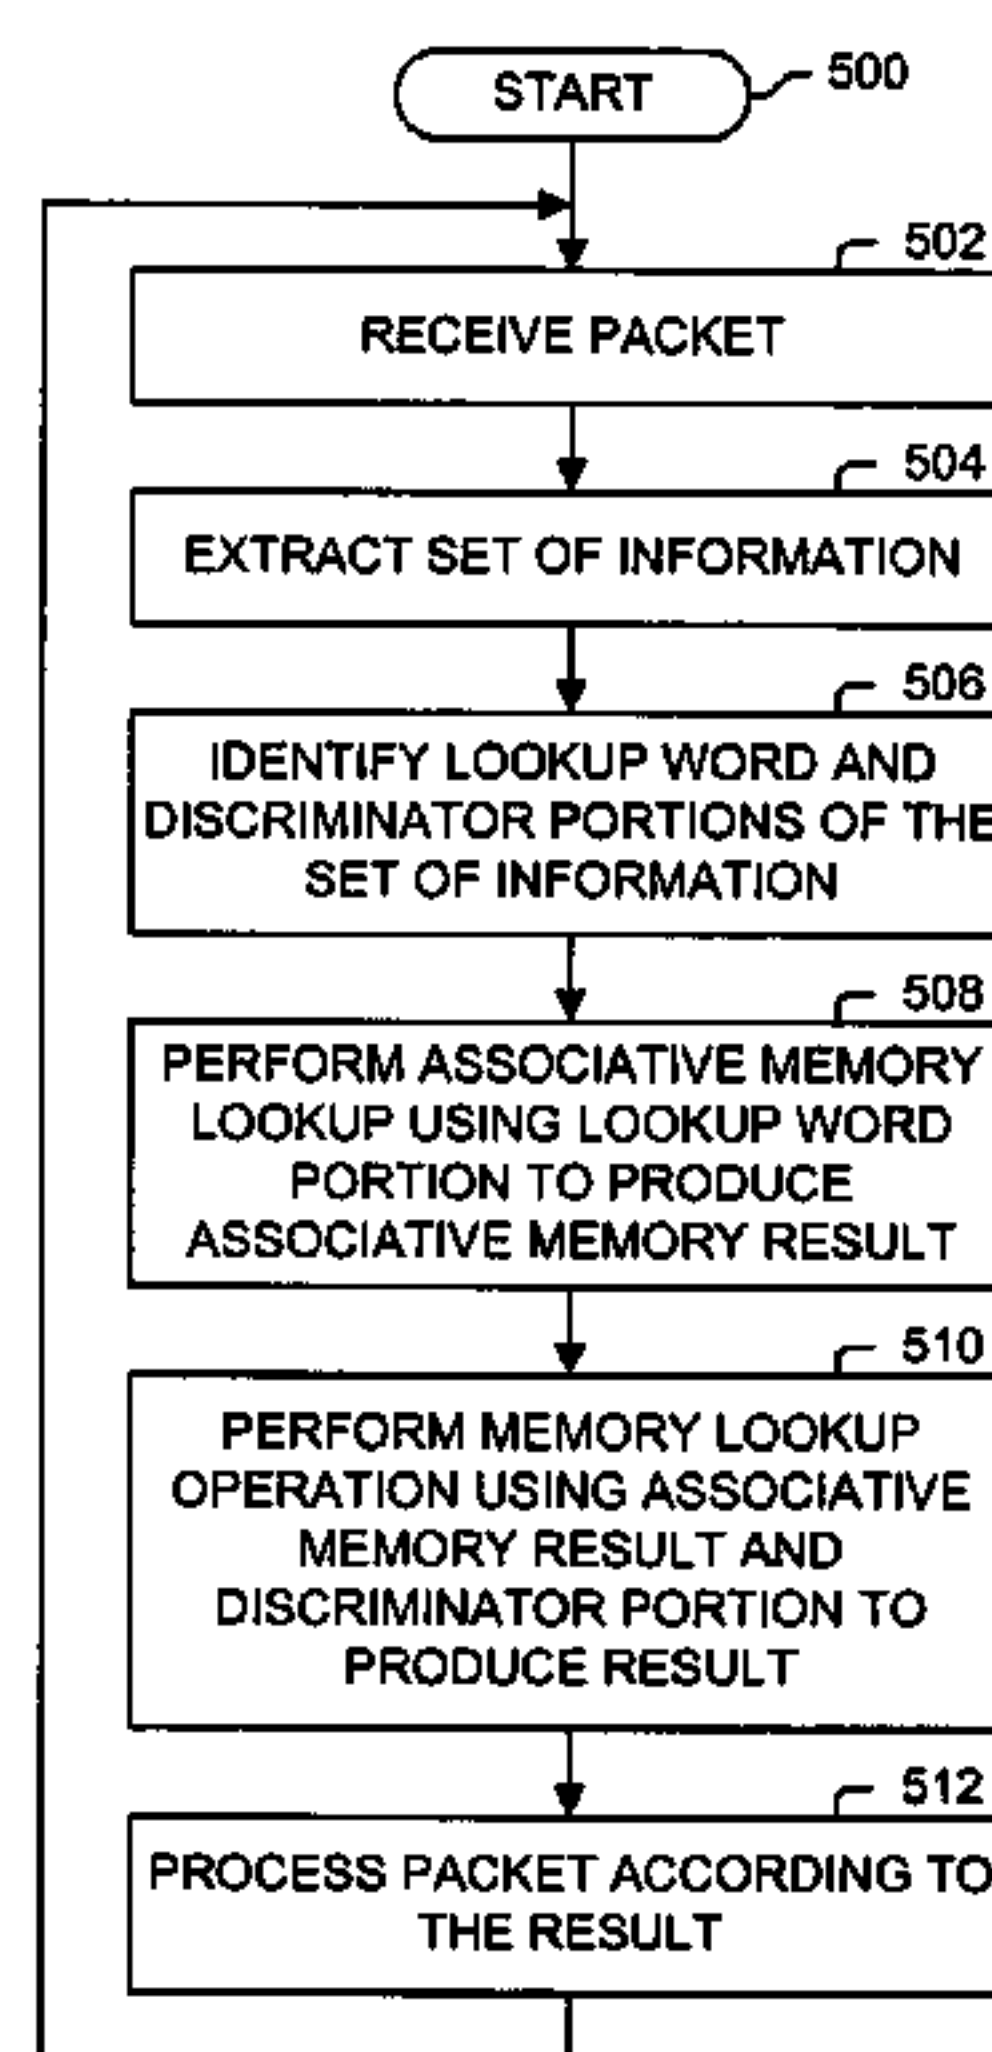 START
500
502
RECEIVE PACKET
504
EXTRACT SET OF INFORMATION
506
IDENTIFY LOOKUP WORD AND
DISCRIMINATOR PORTIONS OF THE
SET OF INFORMATION
508
PERFORM ASSOCIATIVE MEMORY
LOOKUP USING LOOKUP WORD
PORTION TO PRODUCE
ASSOCIATIVE MEMORY RESULT
510
PERFORM MEMORY LOOKUP
OPERATION USING ASSOCIATIVE
MEMORY RESULT AND
DISCRIMINATOR PORTION TO
PRODUCE RESULT
512
PROCESS PACKET ACCORDING TO
THE RESULT